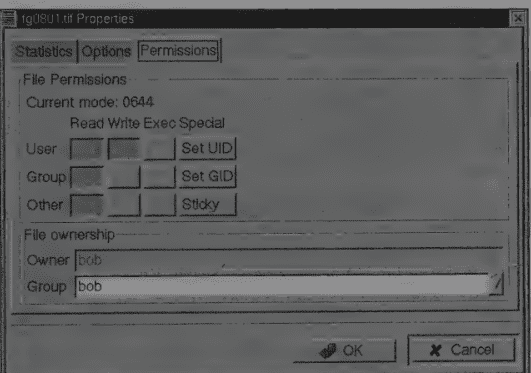 fg0801.tif Properties
Statistics Options Permissions
File Permissions
Current mode: 0644
Read Write Exec Special
User Set UID
Group Set GID
Other Sticky
File ownership
Owner bob
Group bob
OK Cancel